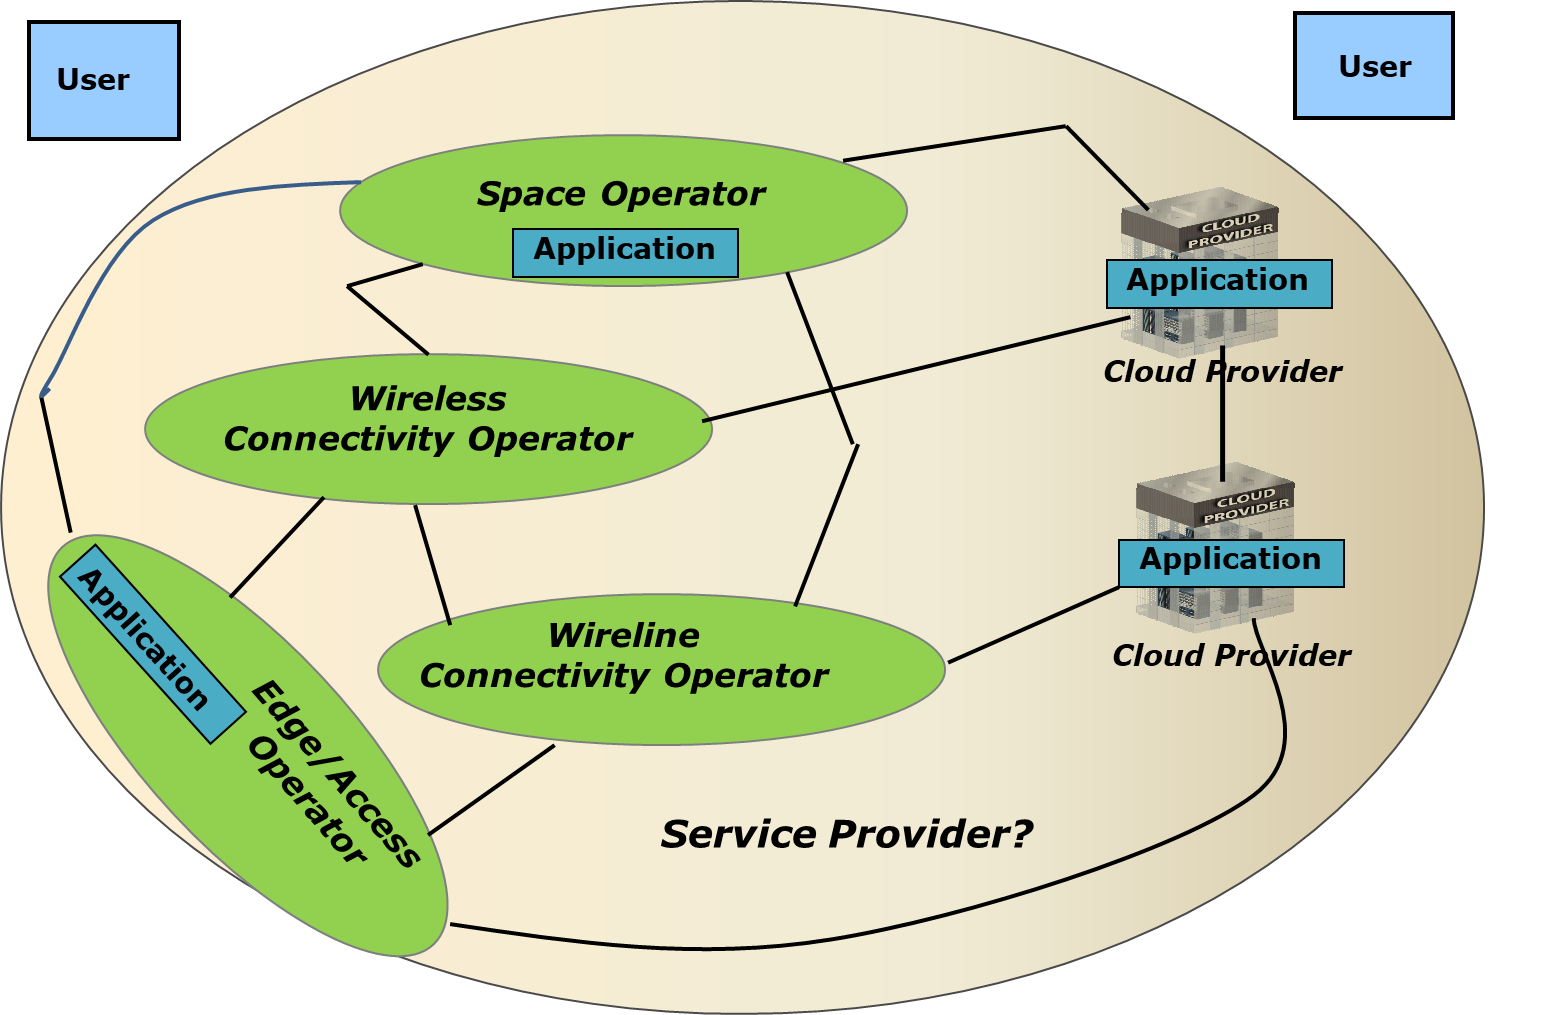 User
User
Space Operator
Application
CLOUD
PROVIDER
Application
Cloud Provider
Wireless
Connectivity Operator
CLOUD
PROVIDER
Application
Cloud Provider
Application
Edge/Access
Operator
Wireline
Connectivity Operator
Service Provider?